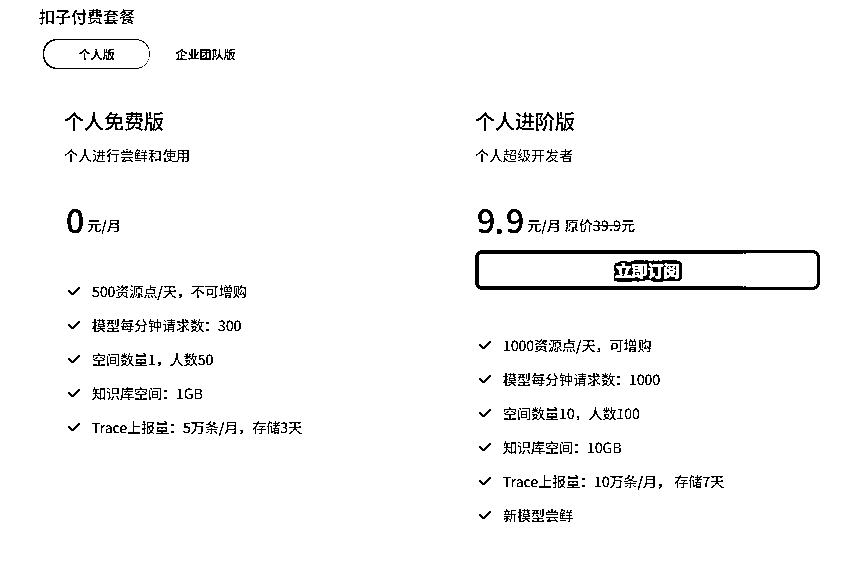 扣子付费套餐
个人版 企业团队版
个人免费版
个人进行尝鲜和使用
0元/月
500资源点/天，不可增购
模型每分钟请求数：300
空间数量1，人数50
知识库空间：1GB
Trace上报量：5万条/月，存储3天
个人进阶版
个人超级开发者
9.9元/月 原价39.9元
立即订阅
1000资源点/天，可增购
模型每分钟请求数：1000
空间数量10，人数100
知识库空间：10GB
Trace上报量：10万条/月， 存储7天
新模型尝鲜